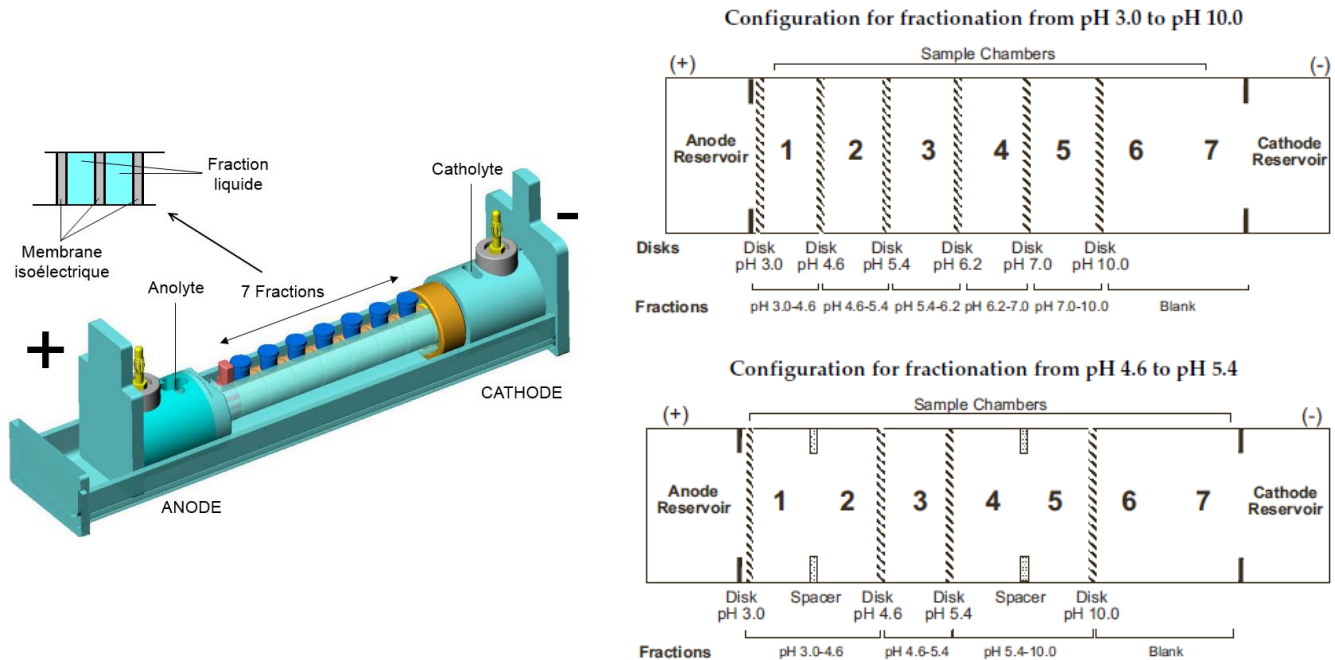 Fraction
liquide
Membrane
isoélectrique
7 Fractions
Catholyte
Anolyte
+
-
ANODE
CATHODE
Configuration for fractionation from pH 3.0 to pH 10.0
Sample Chambers
(+) (-)
Anode
Reservoir
1 2 3 4 5 6 7
Cathode
Reservoir
Disks
Disk
pH 3.0
Disk
pH 4.6
Disk
pH 5.4
Disk
pH 6.2
Disk
pH 7.0
Disk
pH 10.0
Fractions pH 3.0-4.6 pH 4.6-5.4 pH 5.4-6.2 pH 6.2-7.0 pH 7.0-10.0 Blank
Configuration for fractionation from pH 4.6 to pH 5.4
Sample Chambers
(+) (-)
Anode
Reservoir
1 2 3 4 5 6 7
Cathode
Reservoir
Disk
pH 3.0
Spacer
Disk
pH 4.6
Disk
pH 5.4
Spacer
Disk
pH 10.0
Fractions pH 3.0-4.6 pH 4.6-5.4 pH 5.4-10.0 Blank